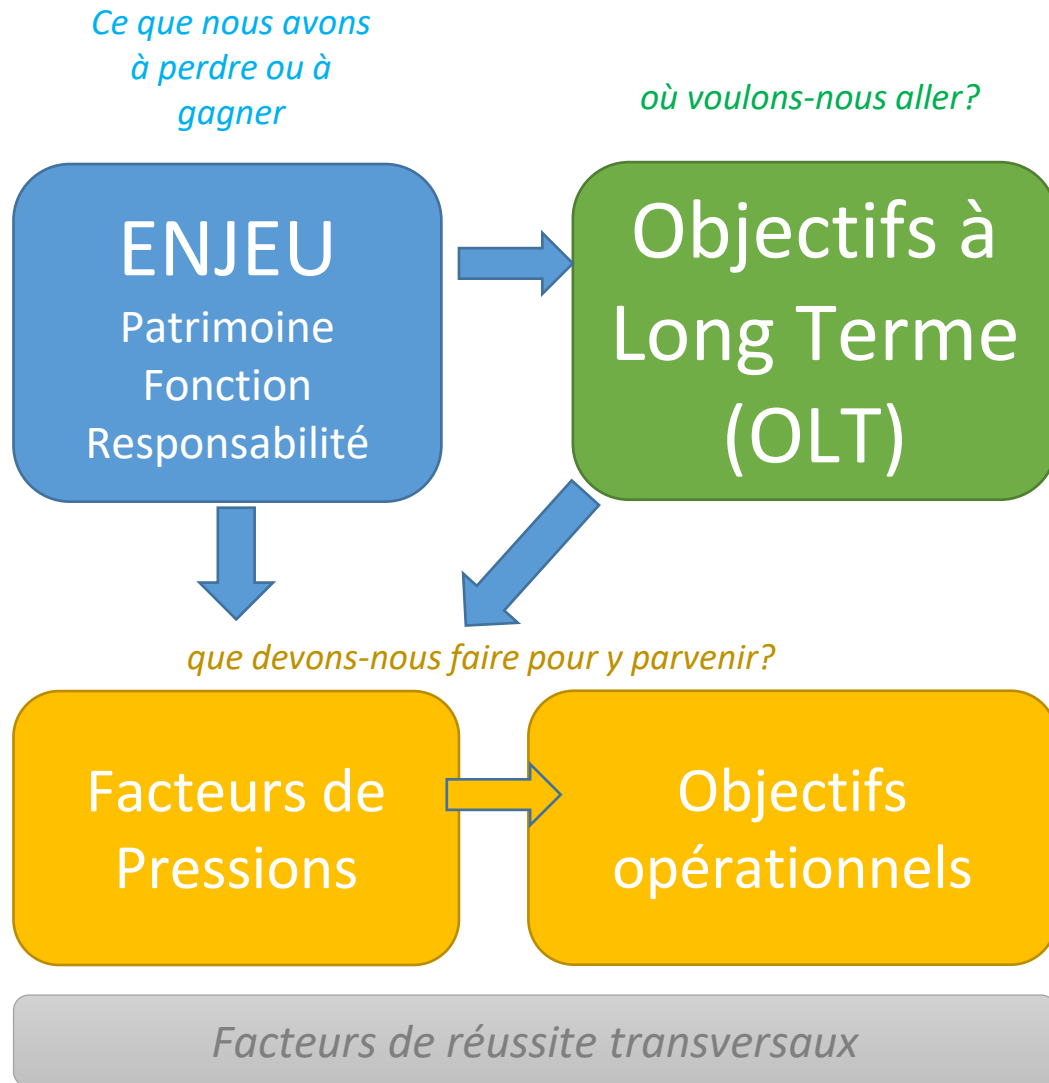 Ce que nous avons
à perdre ou à
gagner
où voulons-nous aller?
ENJEU
Patrimoine
Fonction
Responsabilité
Objectifs à
Long Terme
(OLT)
que devons-nous faire pour y parvenir?
Facteurs de
Pressions
Objectifs
opérationnels
Facteurs de réussite transversaux